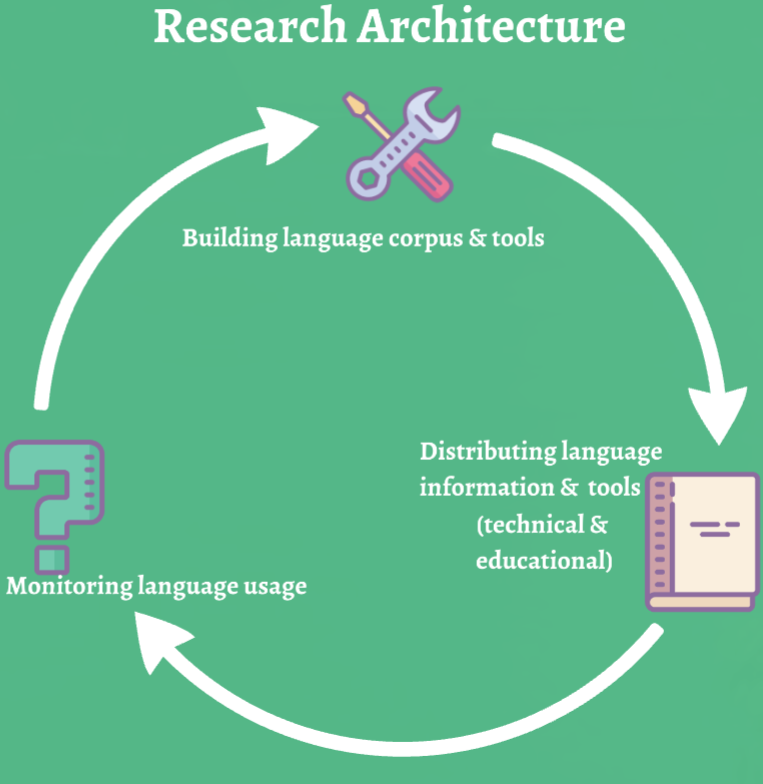 Research Architecture
Building language corpus & tools
Distributing language
information & tools
(technical &
educational)
Monitoring language usage